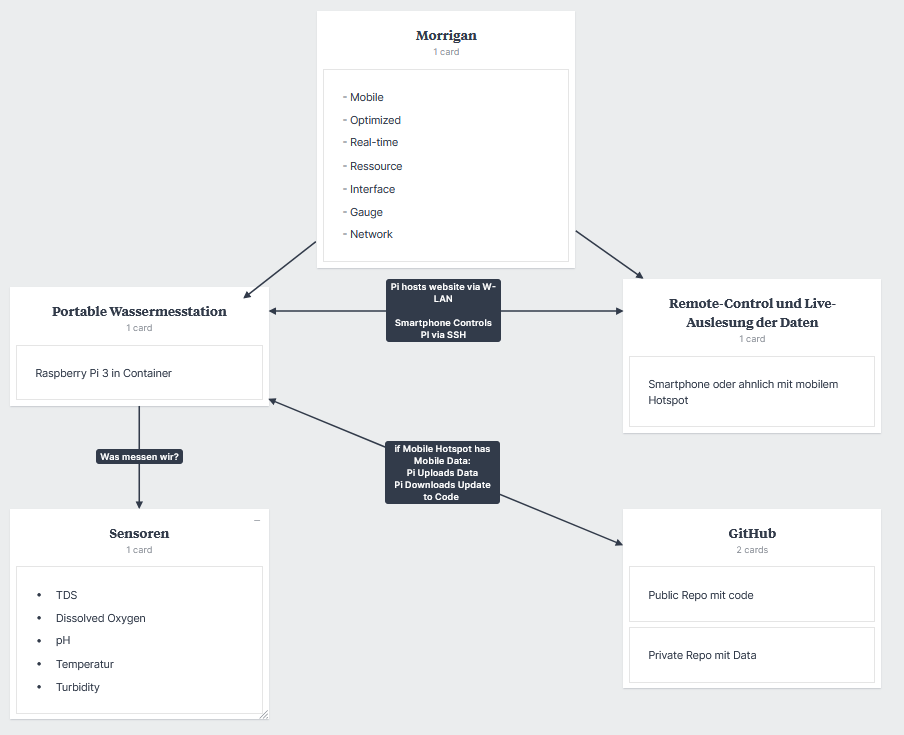 Morrigan
1 card
- Mobile
- Optimized
- Real-time
- Ressource
- Interface
- Gauge
- Network
Pi hosts website via W-
LAN
Smartphone Controls
PI via SSH
Portable Wassermesstation
1 card
Raspberry Pi 3 in Container
Remote-Control und Live-
Auslesung der Daten
1 card
Smartphone oder ahnlich mit mobilem
Hotspot
Was messen wir?
if Mobile Hotspot has
Mobile Data:
Pi Uploads Data
Pi Downloads Update
to Code
Sensoren
1 card
• TDS
• Dissolved Oxygen
• pH
• Temperatur
• Turbidity
GitHub
2 cards
Public Repo mit code
Private Repo mit Data